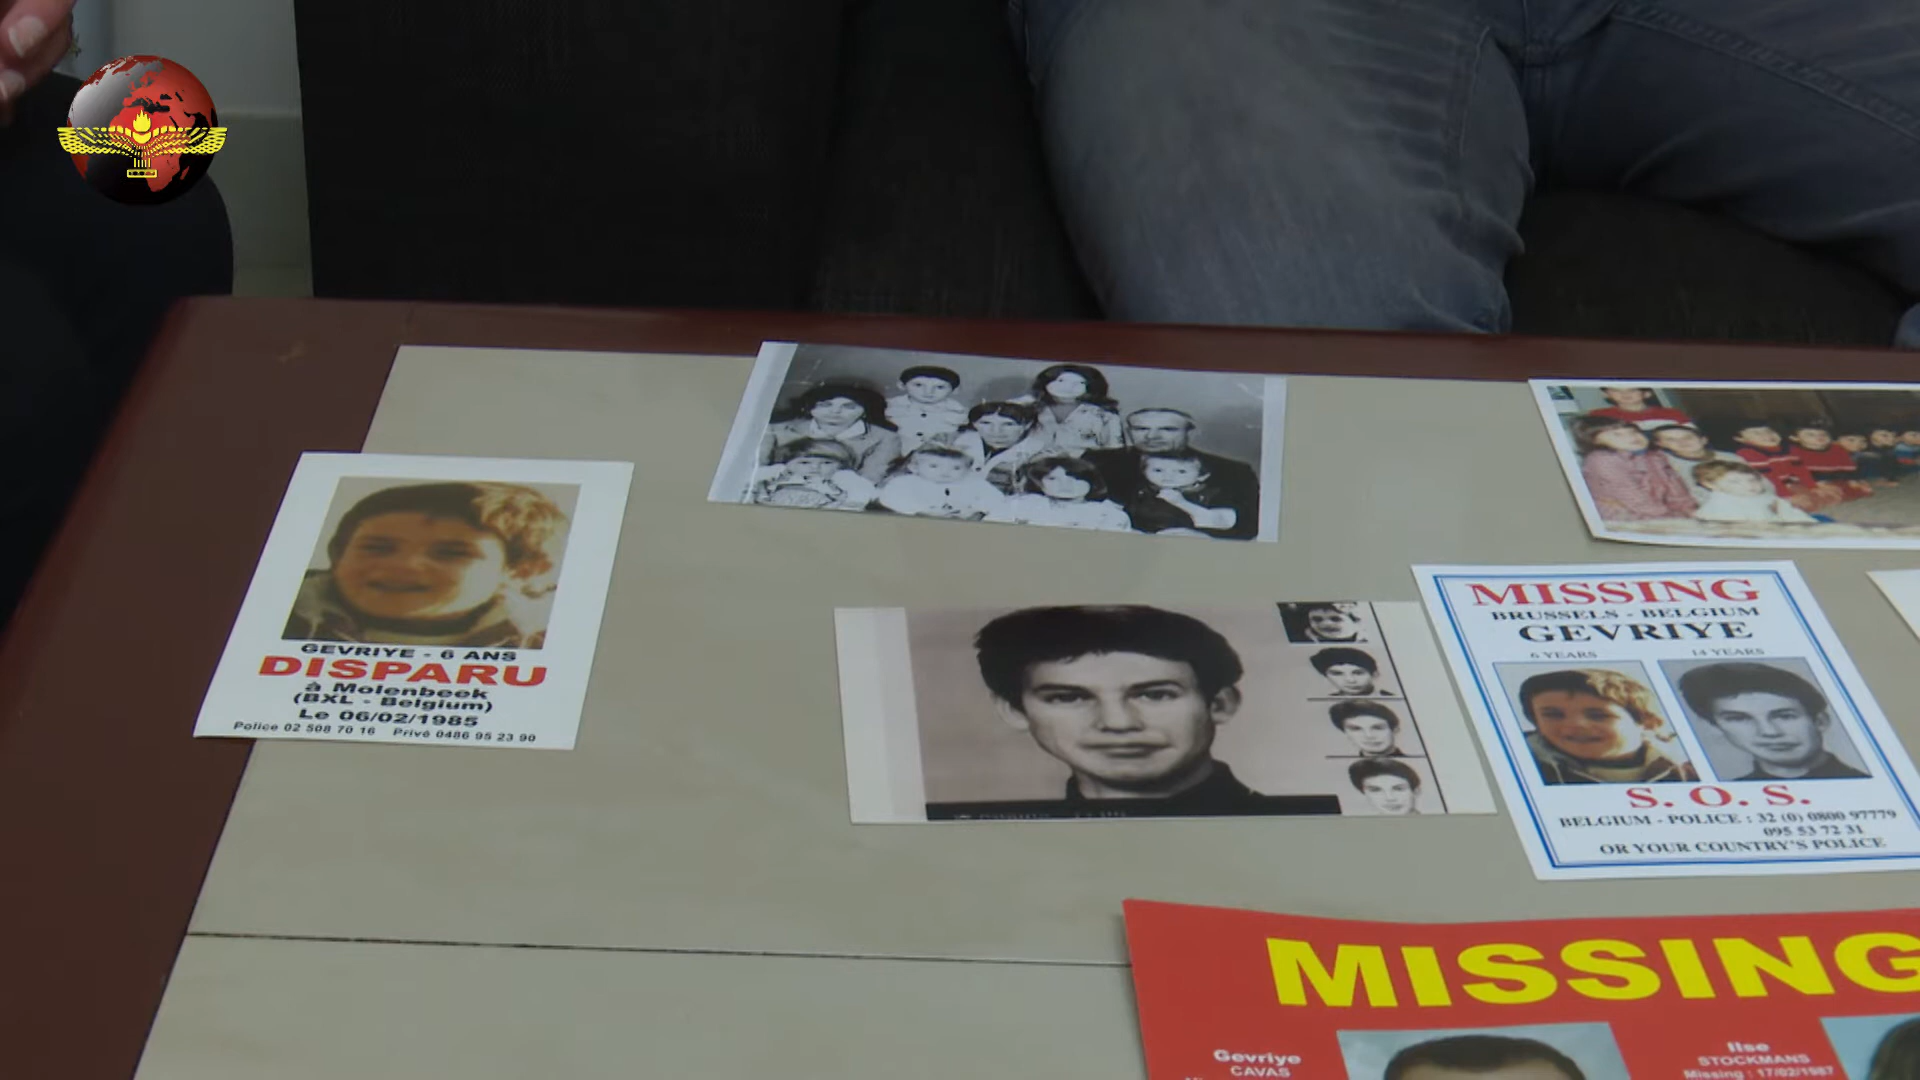 GEVRIYE - 6 ANS
DISPARU
à Molenbeek
(BXL - Belgium)
Le 06/02/1985
Police 02 508 70 16 Privé 0486 95 23 90
MISSING
BRUSSELS - BELGIUM
GEVRIYE
6 YEARS 14 YEARS
S. O. S.
BELGIUM - POLICE : 32 (0) 0800 97779
095 53 72 31
OR YOUR COUNTRY'S POLICE
MISSING
Gevriye
CAVAS
Ilse
STOCKMANS
Missing : 17/02/1987